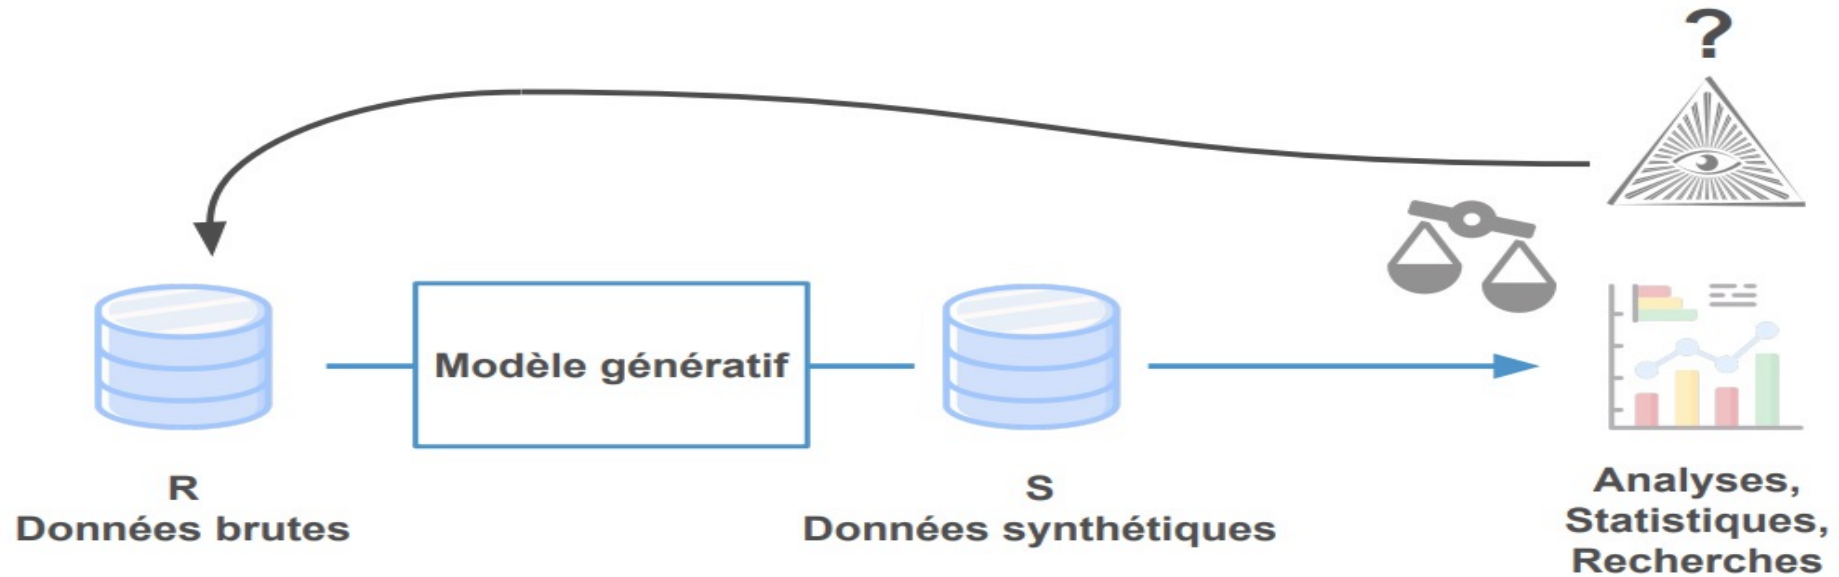 ?
Modèle génératif
R
Données brutes
S
Données synthétiques
Analyses,
Statistiques,
Recherches